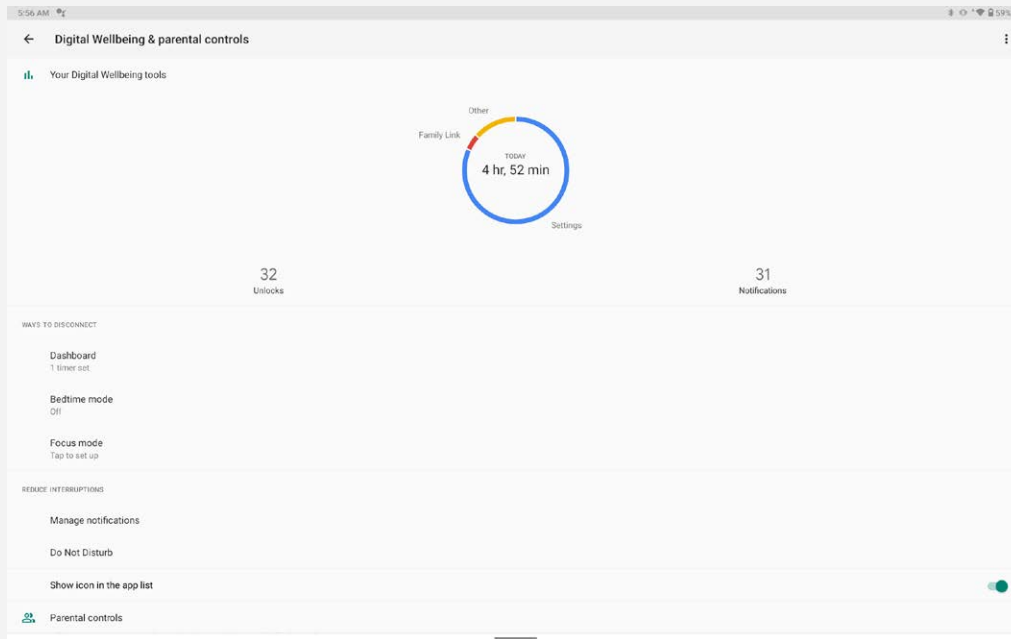 5:56 AM
59%
Digital Wellbeing & parental controls
Your Digital Wellbeing tools
Other
Family Link
TODAY
4 hr, 52 min
Settings
32
Unlocks
31
Notifications
WAYS TO DISCONNECT
Dashboard
1 timer set
Bedtime mode
Off
Focus mode
Tap to set up
REDUCE INTERRUPTIONS
Manage notifications
Do Not Disturb
Show icon in the app list
Parental controls